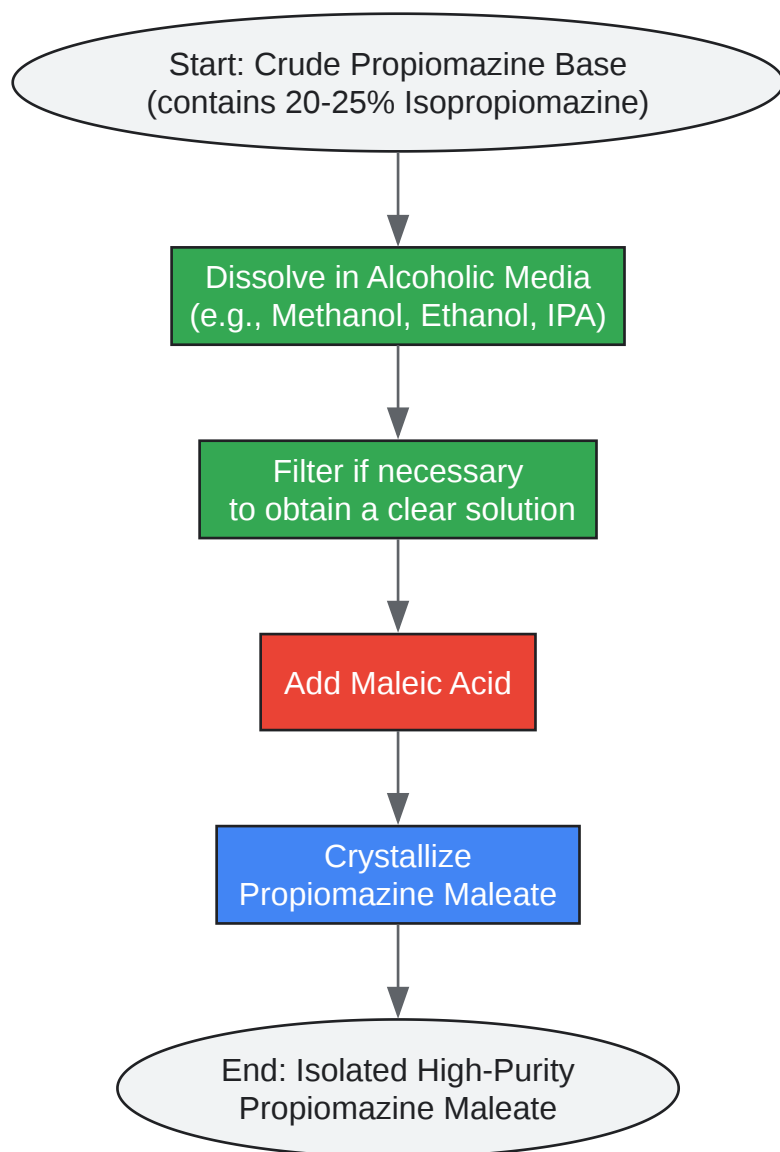 Start: Crude Propiomazine Base
(contains 20-25% Isopropiomazine)
Dissolve in Alcoholic Media
(e.g., Methanol, Ethanol, IPA)
Filter if necessary
to obtain a clear solution
Add Maleic Acid
Crystallize
Propiomazine Maleate
End: Isolated High-Purity
Propiomazine Maleate